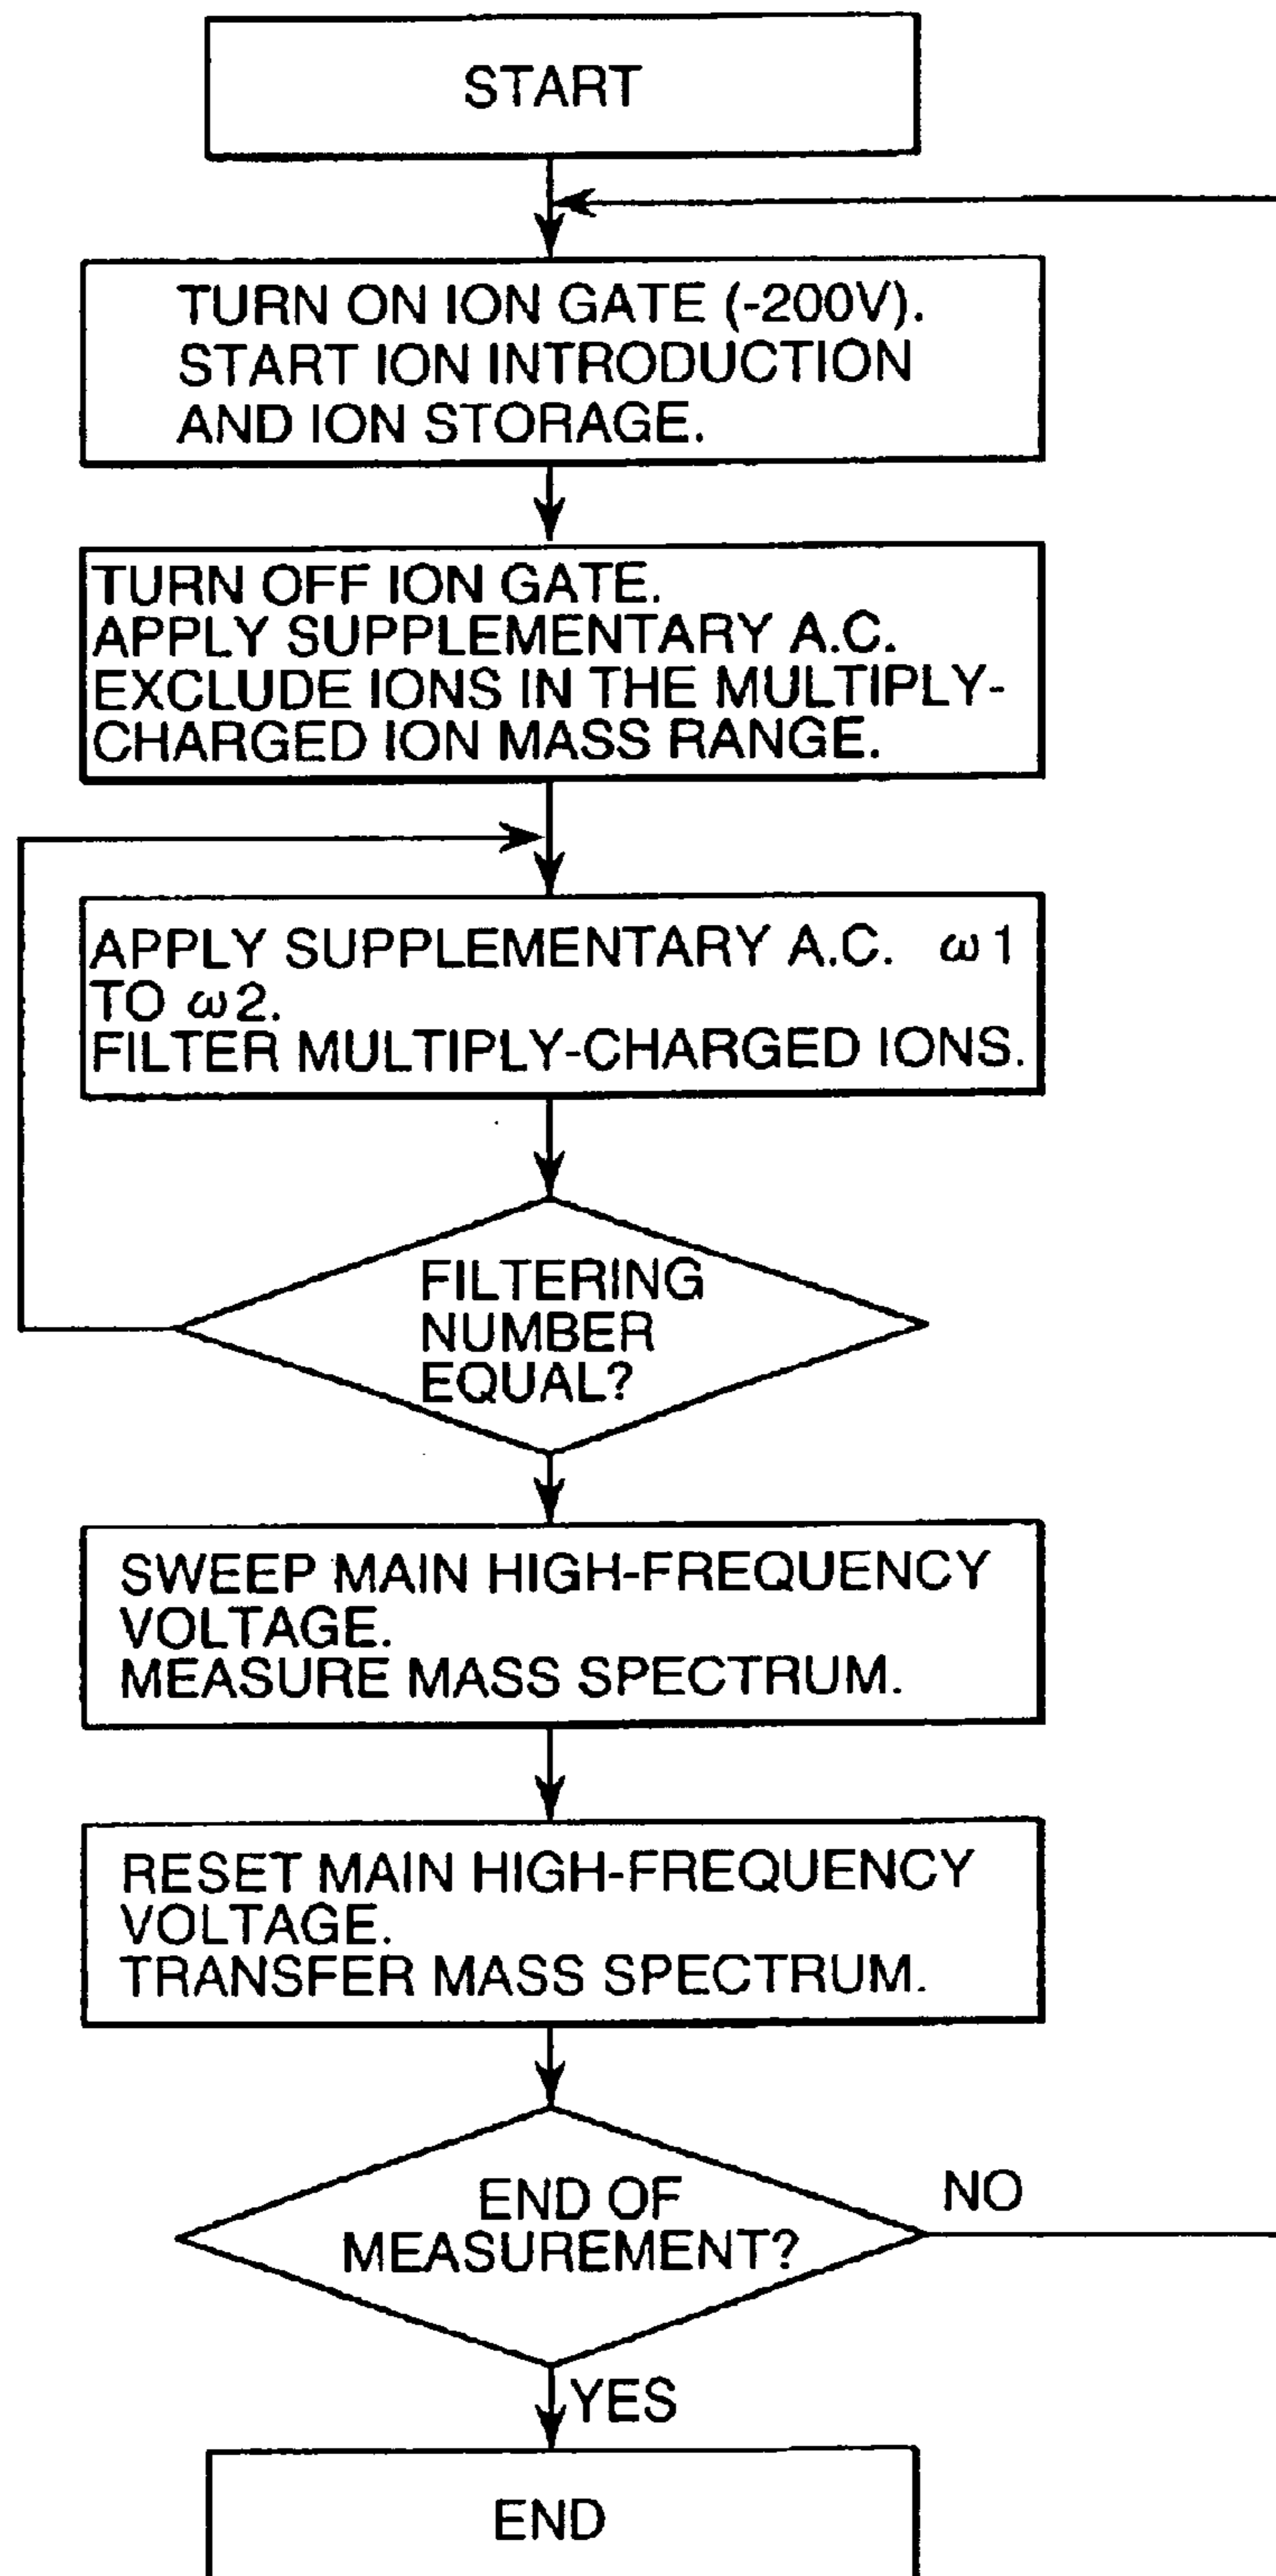 START
TURN ON ION GATE (-200V).
START ION INTRODUCTION
AND ION STORAGE.
TURN OFF ION GATE.
APPLY SUPPLEMENTARY A.C.
EXCLUDE IONS IN THE MULTIPLY-
CHARGED ION MASS RANGE.
APPLY SUPPLEMENTARY A.C. ω1
TO ω2.
FILTER MULTIPLY-CHARGED IONS.
FILTERING
NUMBER
EQUAL?
SWEEP MAIN HIGH-FREQUENCY
VOLTAGE.
MEASURE MASS SPECTRUM.
RESET MAIN HIGH-FREQUENCY
VOLTAGE.
TRANSFER MASS SPECTRUM.
END OF
MEASUREMENT?
NO
YES
END